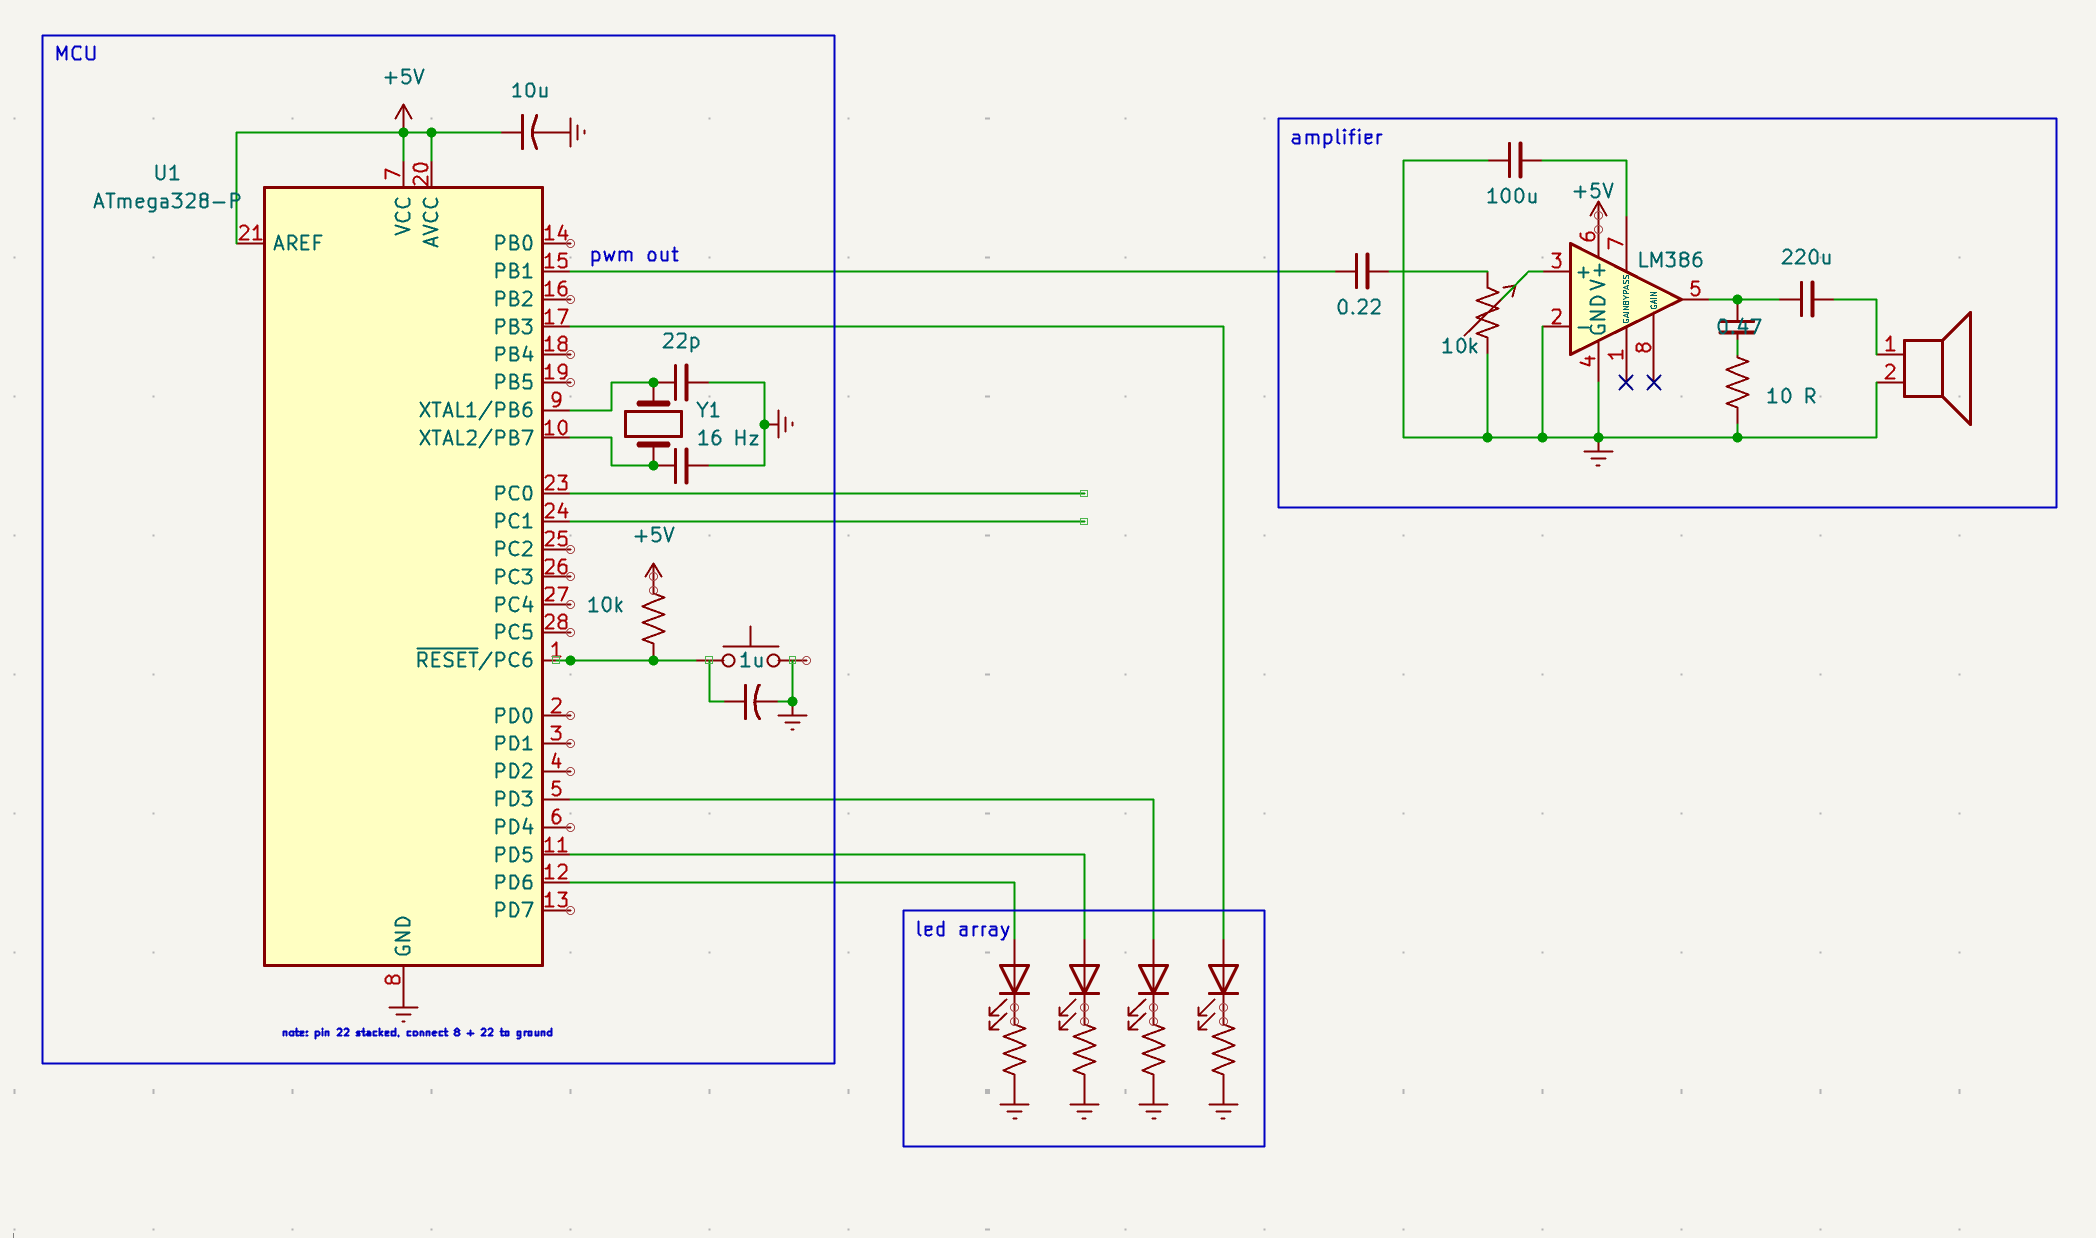 MCU
+5V
10u
U1
ATmega328-P
7
20
VCC
AVCC
21
AREF
PB0
14
PB1
15
pwm out
PB2
16
PB3
17
PB4
18
PB5
19
XTAL1/PB6
9
XTAL2/PB7
10
22p
Y1
16 Hz
PC0
23
PC1
24
PC2
25
PC3
26
PC4
27
PC5
28
RESET/PC6
1
+5V
10k
1u
PD0
2
PD1
3
PD2
4
PD3
5
PD4
6
PD5
11
PD6
12
PD7
13
GND
8
note: pin 22 stacked, connect 8 + 22 to ground
led array
amplifier
100u
+5V
0.22
10k
6
7
3
2
+
−
V+
GND
GAINBYPASS
GAIN
LM386
4
1
8
5
220u
0.47
10 R
1
2